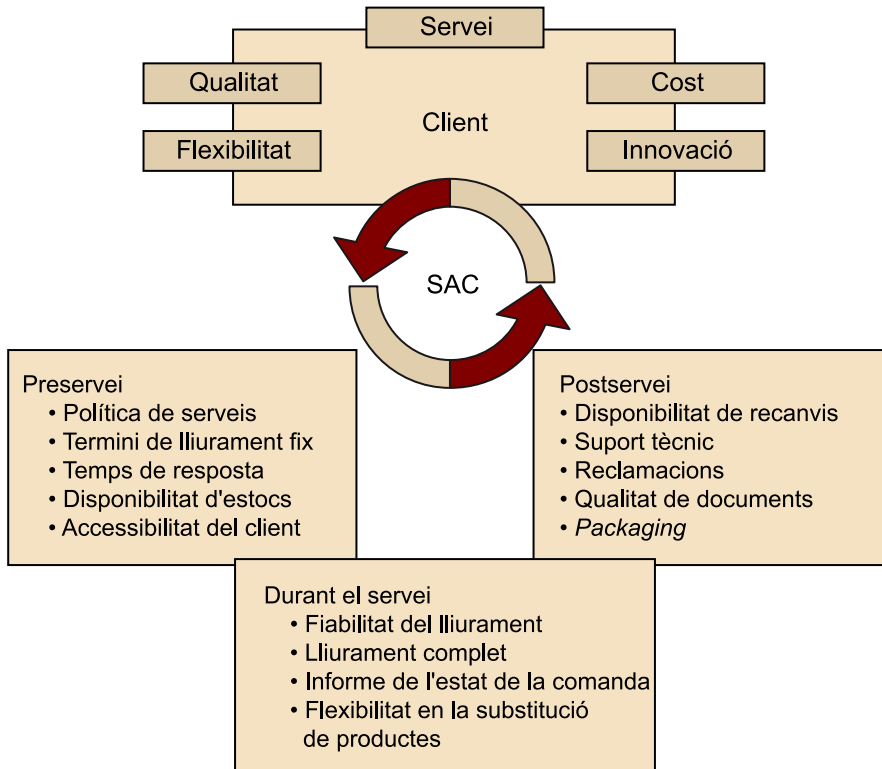 Servei
Qualitat
Cost
Client
Flexibilitat
Innovació
SAC
Preservei
• Política de serveis
• Termini de lliurament fix
• Temps de resposta
• Disponibilitat d'estocs
• Accessibilitat del client
Postservei
• Disponibilitat de recanvis
• Suport tècnic
• Reclamacions
• Qualitat de documents
• Packaging
Durant el servei
• Fiabilitat del lliurament
• Lliurament complet
• Informe de l'estat de la comanda
• Flexibilitat en la substitució
de productes